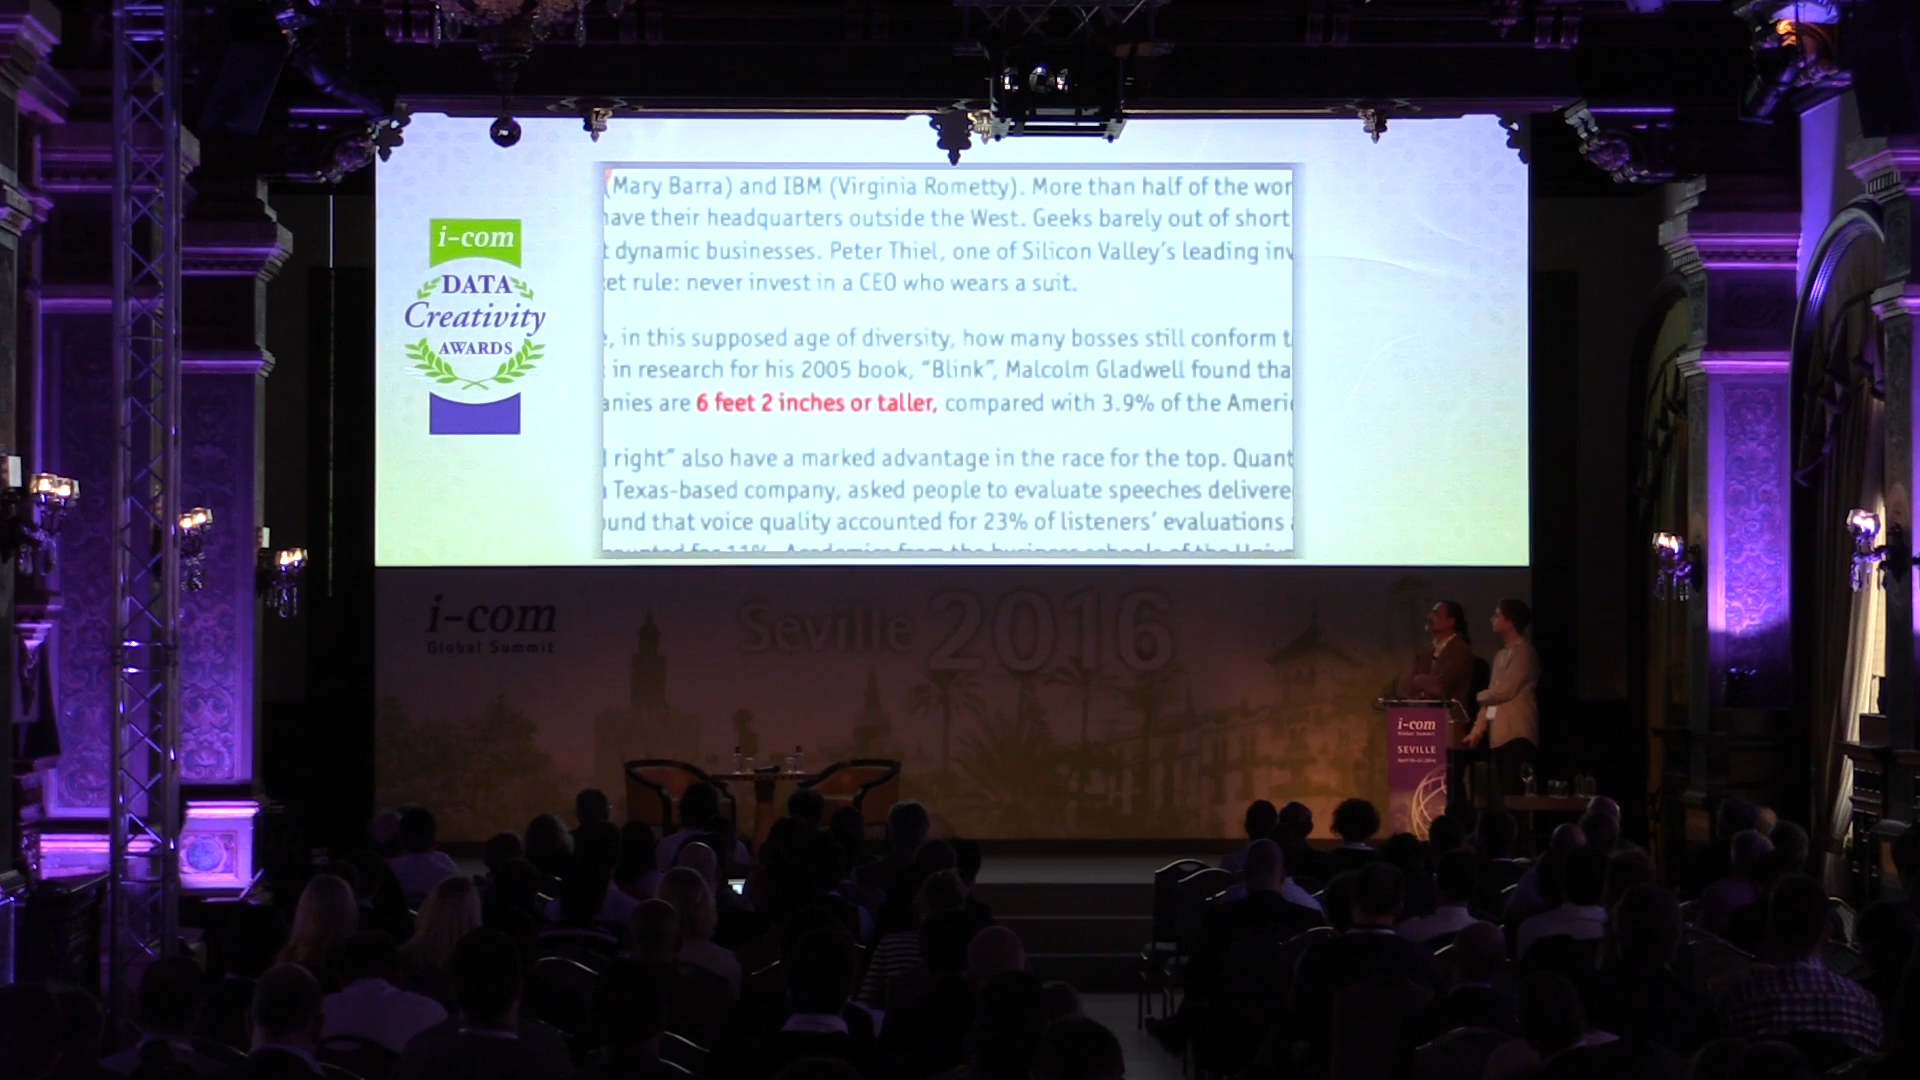 (Mary Barra) and IBM (Virginia Rometty). More than half of the wor
have their headquarters outside the West. Geeks barely out of short
t dynamic businesses. Peter Thiel, one of Silicon Valley's leading inv
et rule: never invest in a CEO who wears a suit.
e, in this supposed age of diversity, how many bosses still conform t
in research for his 2005 book, "Blink", Malcolm Gladwell found tha
anies are 6 feet 2 inches or taller, compared with 3.9% of the Ameri
l right" also have a marked advantage in the race for the top. Quant
a Texas-based company, asked people to evaluate speeches delivere
ound that voice quality accounted for 23% of listeners' evaluations
i-com
DATA
Creativity
AWARDS
i-com
Global Summit
Seville 2016
i-com
Global Summit
SEVILLE